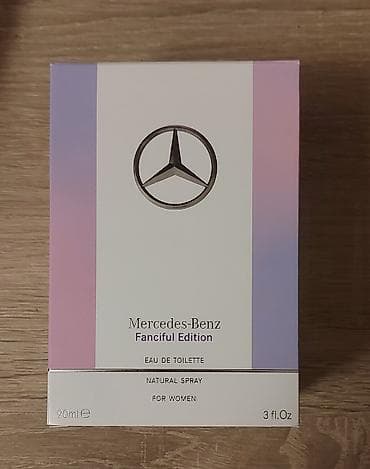 Mercedes-Benz
Fanciful Edition
EAU DE TOILETTE
NATURAL SPRAY
FOR WOMEN
90ml ℮ 3 fl.Oz